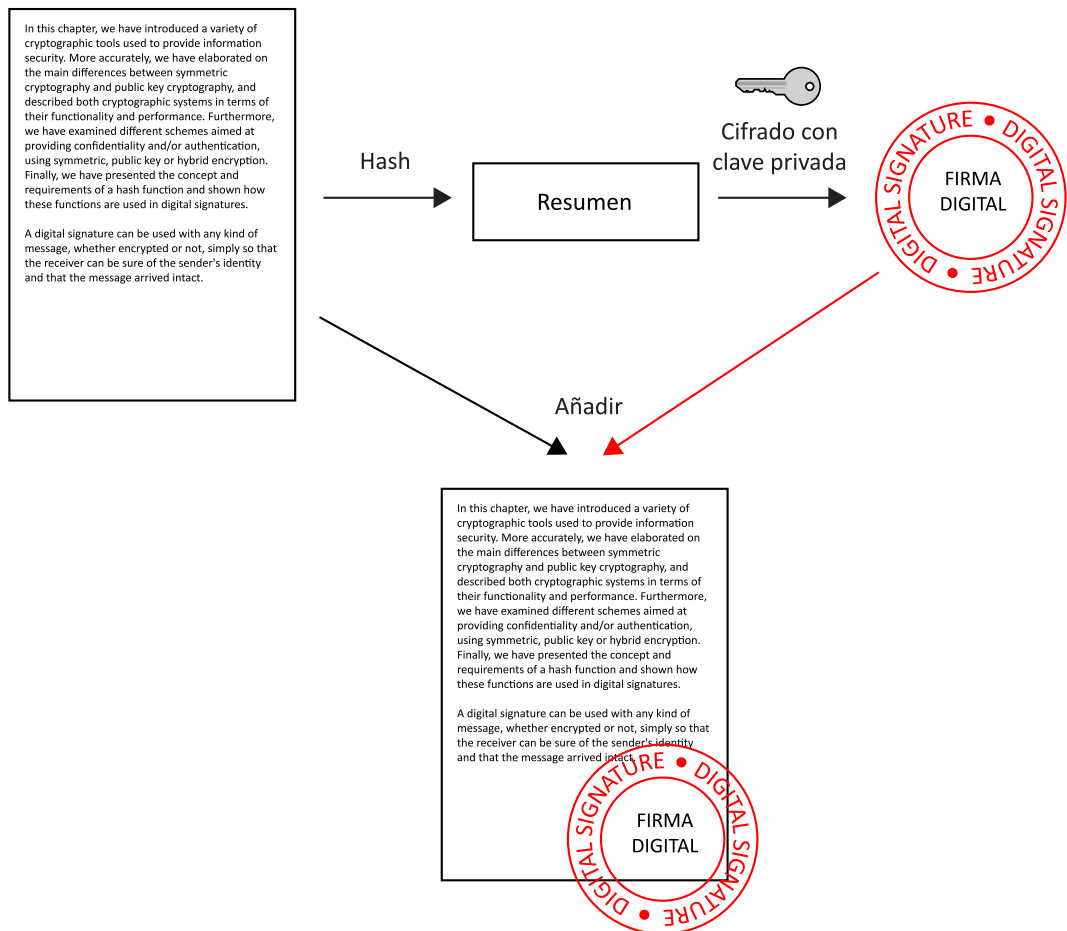 In this chapter, we have introduced a variety of
cryptographic tools used to provide information
security. More accurately, we have elaborated on
the main differences between symmetric
cryptography and public key cryptography, and
described both cryptographic systems in terms of
their functionality and performance. Furthermore,
we have examined different schemes aimed at
providing confidentiality and/or authentication,
using symmetric, public key or hybrid encryption.
Finally, we have presented the concept and
requirements of a hash function and shown how
these functions are used in digital signatures.
A digital signature can be used with any kind of
message, whether encrypted or not, simply so that
the receiver can be sure of the sender's identity
and that the message arrived intact.
Hash
Resumen
Cifrado con
clave privada
DIGITAL SIGNATURE • DIGITAL SIGNATURE •
FIRMA
DIGITAL
Añadir
In this chapter, we have introduced a variety of
cryptographic tools used to provide information
security. More accurately, we have elaborated on
the main differences between symmetric
cryptography and public key cryptography, and
described both cryptographic systems in terms of
their functionality and performance. Furthermore,
we have examined different schemes aimed at
providing confidentiality and/or authentication,
using symmetric, public key or hybrid encryption.
Finally, we have presented the concept and
requirements of a hash function and shown how
these functions are used in digital signatures.
A digital signature can be used with any kind of
message, whether encrypted or not, simply so that
the receiver can be sure of the sender's identity
and that the message arrived intact.
DIGITAL SIGNATURE • DIGITAL SIGNATURE •
FIRMA
DIGITAL